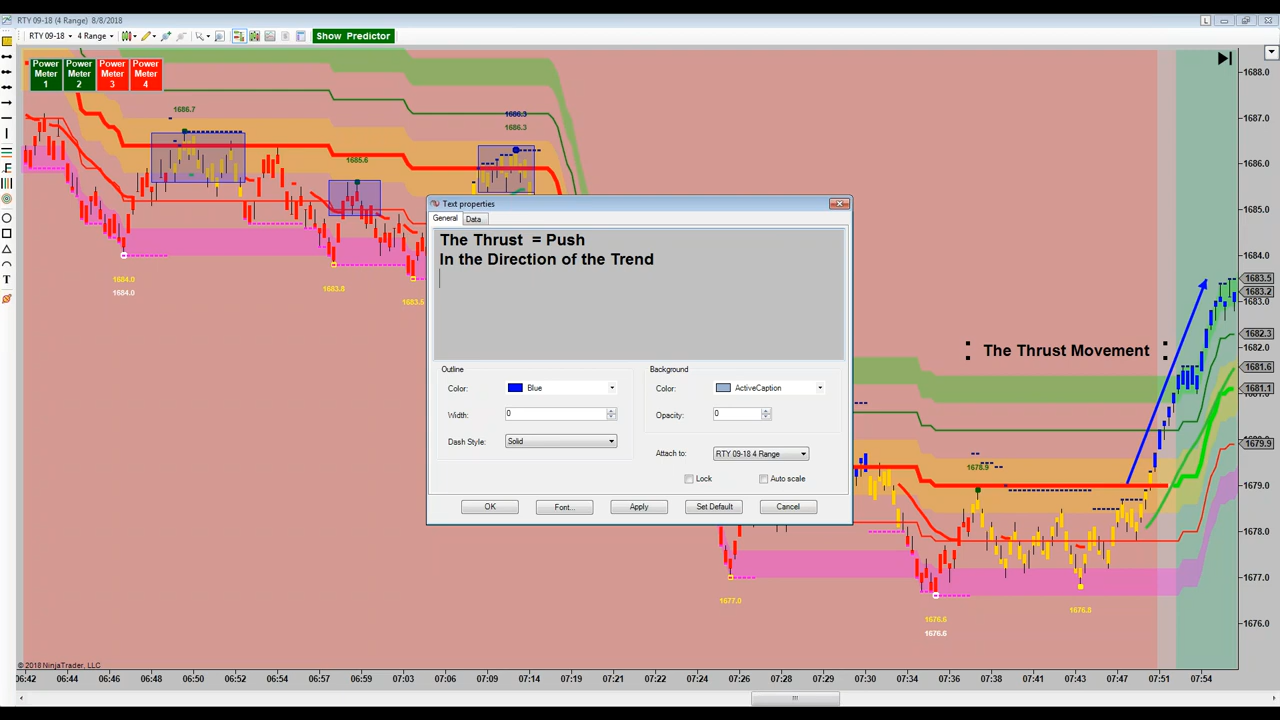 RTY 09-18 (4 Range)  8/8/2018
RTY 09-18 4 Range Show Predictor
L
Power Meter 1
Power Meter 2
Power Meter 3
Power Meter 4
1686.7
1685.6
1686.3
1686.3
1684.0
1684.0
1683.8
1683.5
Text properties
General Data
The Thrust  = Push
In the Direction of the Trend
Outline
Color: Blue
Width: 0
Dash Style: Solid
Background
Color: ActiveCaption
Opacity: 0
Attach to: RTY 09-18 4 Range
Lock Auto scale
OK Font... Apply Set Default Cancel
The Thrust Movement
1678.9
1677.0
1676.6
1676.6
1676.8
1688.0
1687.0
1686.0
1685.0
1684.0
1683.5
1683.2
1683.0
1682.3
1682.0
1681.6
1681.1
1679.9
1679.0
1678.0
1677.0
1676.0
© 2018 NinjaTrader, LLC
06:42 06:44 06:46 06:48 06:50 06:52 06:54 06:57 06:59 07:03 07:07 07:09 07:14 07:21 07:22 07:24 07:26 07:28 07:29 07:30 07:34 07:36 07:38 07:41 07:43 07:47 07:51 07:54